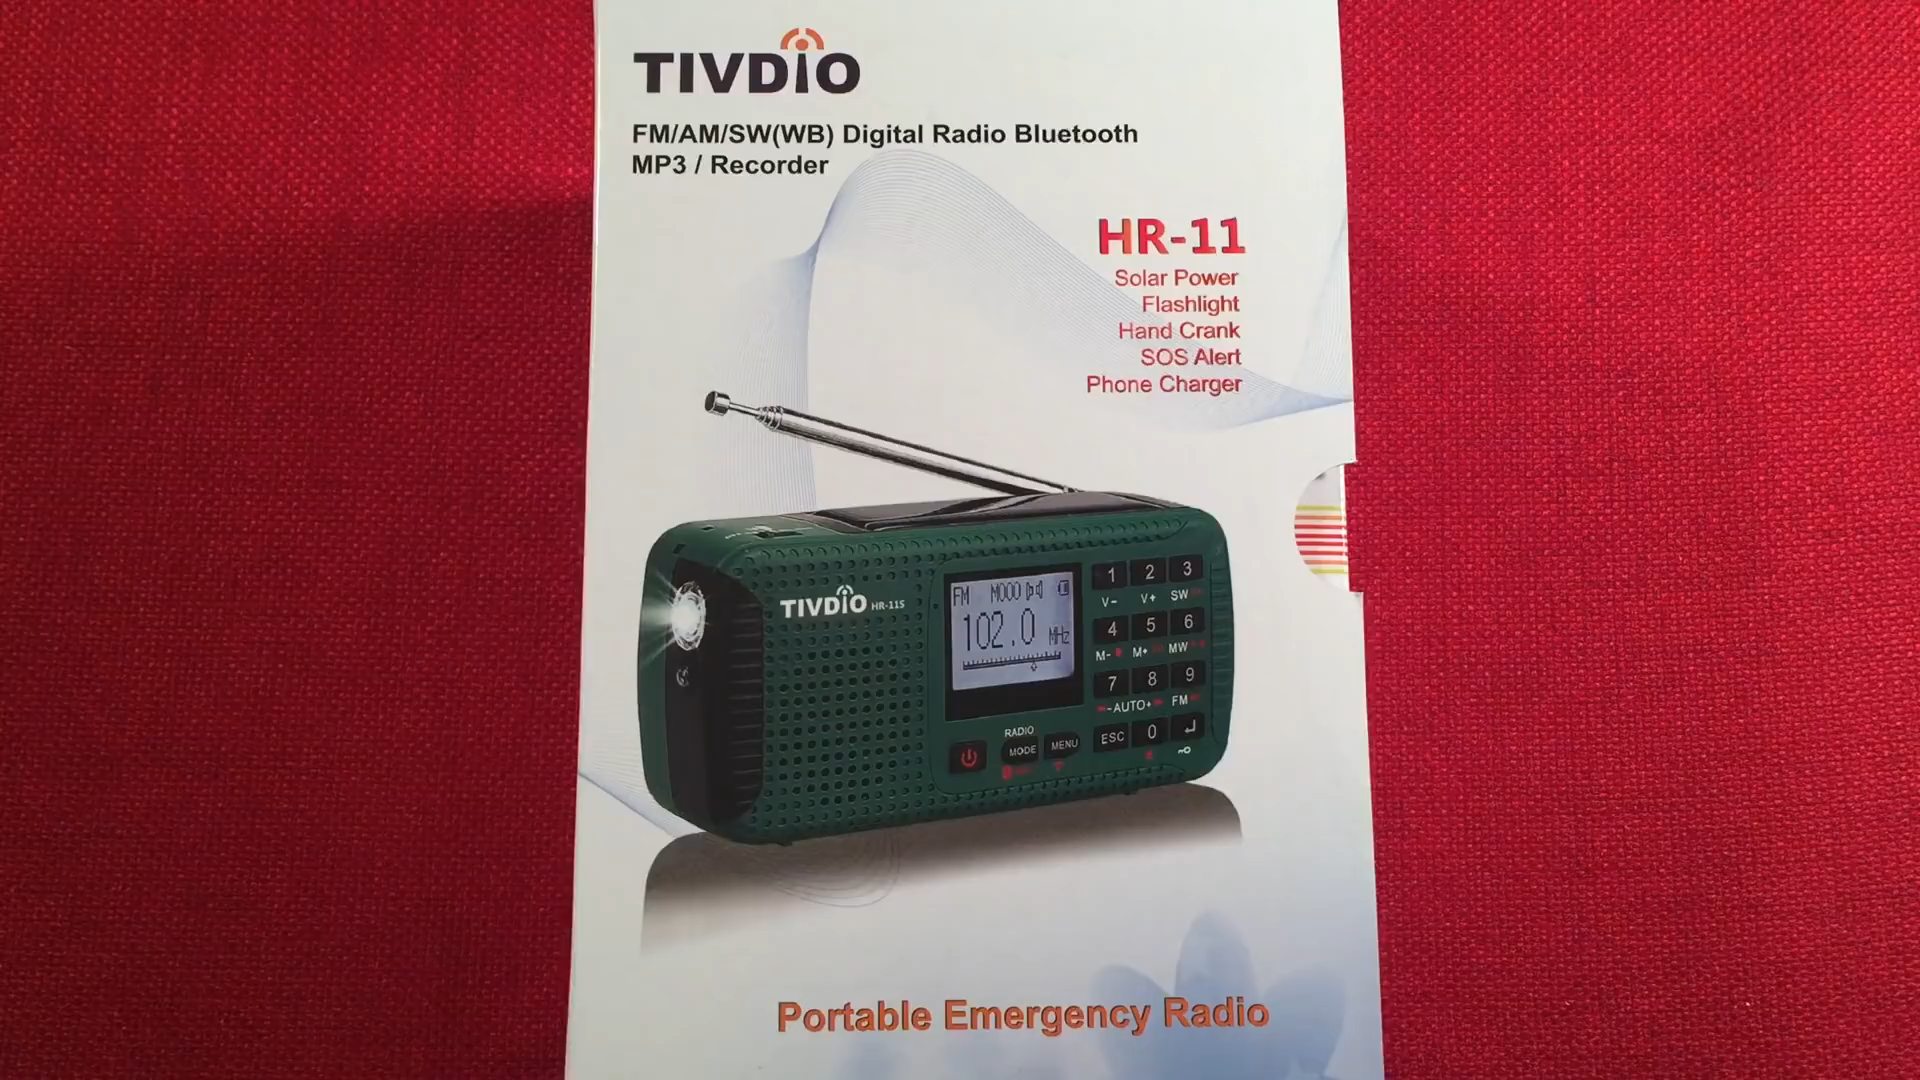 TIVDIO
FM/AM/SW(WB) Digital Radio Bluetooth
MP3 / Recorder
HR-11
Solar Power
Flashlight
Hand Crank
SOS Alert
Phone Charger
TIVDIO HR-11S
FM M000
102.0 MHz
1 2 3
V- V+ SW
4 5 6
M- M+ MW
7 8 9
-AUTO+ FM
RADIO
MODE MENU
ESC 0
Portable Emergency Radio